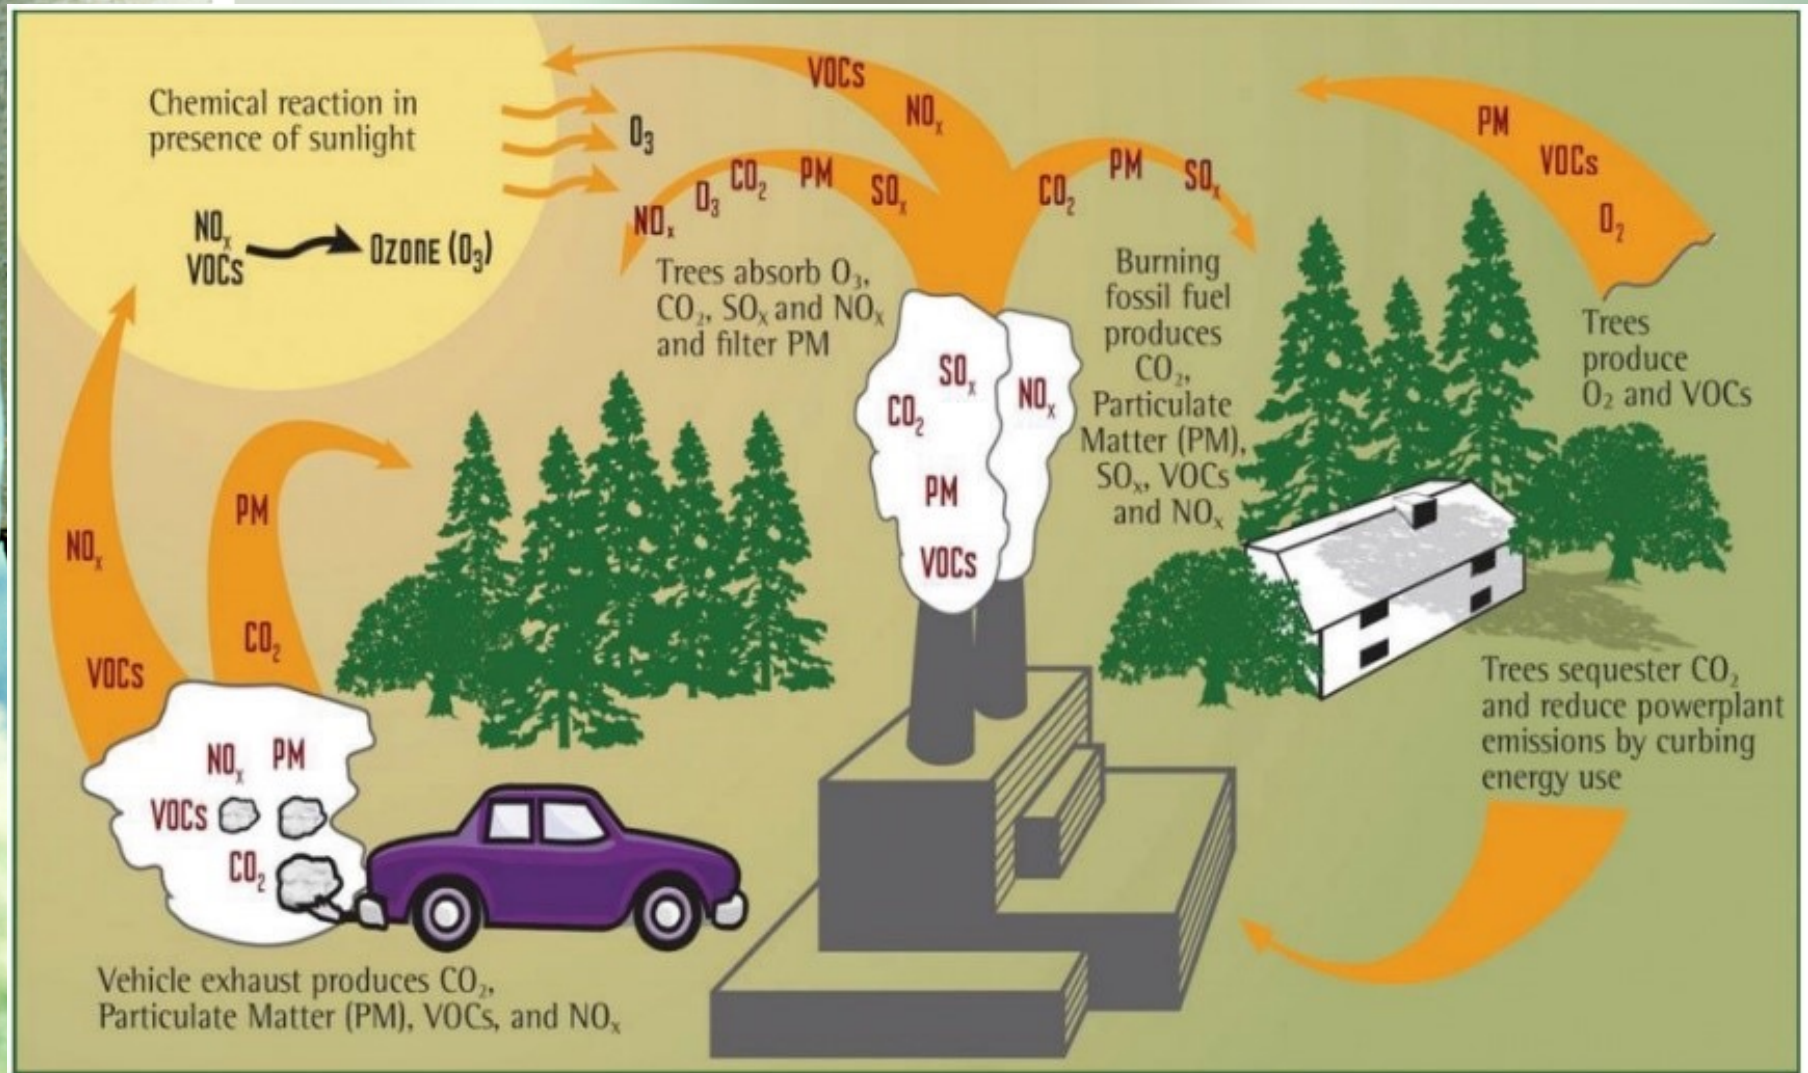 Chemical reaction in
presence of sunlight
NOx
VOCs
Ozone (O₃)
O₃
VOCs
NOx
NOx
O₃
CO₂
PM
SOx
CO₂
PM
SOx
PM
VOCs
O₂
Trees absorb O₃,
CO₂, SOx and NOx
and filter PM
Burning
fossil fuel
produces
CO₂,
Particulate
Matter (PM),
SOx, VOCs
and NOx
Trees
produce
O₂ and VOCs
SOx
CO₂
NOx
PM
VOCs
PM
CO₂
NOx
VOCs
NOx PM
VOCs
CO₂
Trees sequester CO₂
and reduce powerplant
emissions by curbing
energy use
Vehicle exhaust produces CO₂,
Particulate Matter (PM), VOCs, and NOx